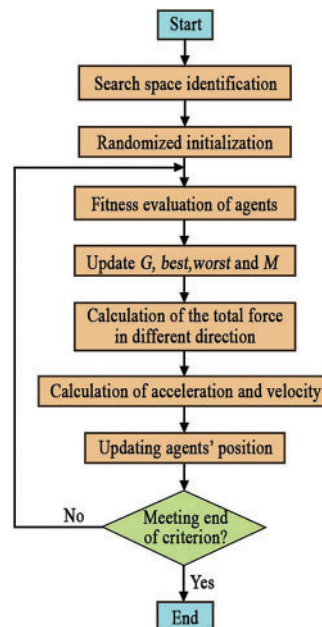 Start
Search space identification
Randomized initialization
Fitness evaluation of agents
Update G, best,worst and M
Calculation of the total force
in different direction
Calculation of acceleration and velocity
Updating agents’ position
No
Meeting end
of criterion?
Yes
End